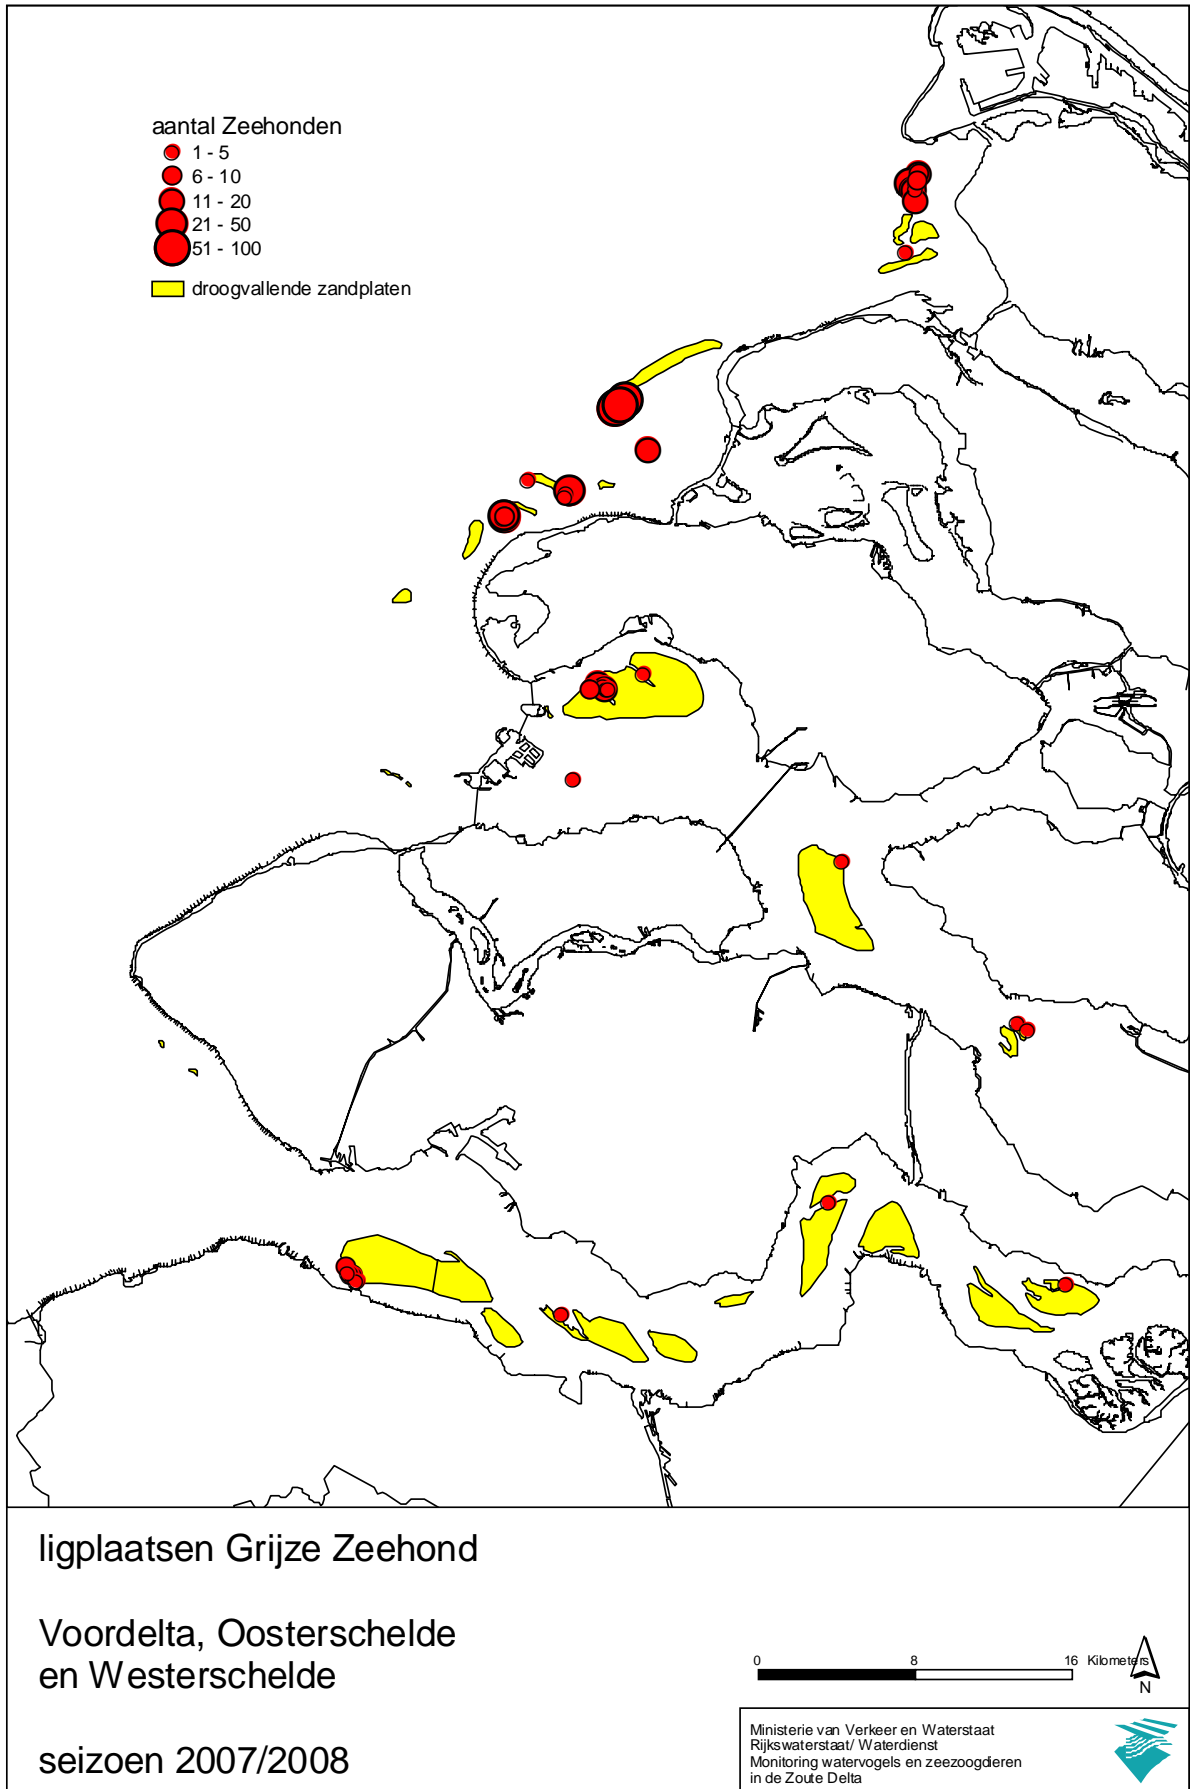 aantal Zeehonden
1 - 5
6 - 10
11 - 20
21 - 50
51 - 100
droogvallende zandplaten
ligplaatsen Grijze Zeehond
Voordelta, Oosterschelde
en Westerschelde
seizoen 2007/2008
0 8 16 Kilometers
N
Ministerie van Verkeer en Waterstaat
Rijkswaterstaat/ Waterdienst
Monitoring watervogels en zeezoogdieren
in de Zoute Delta